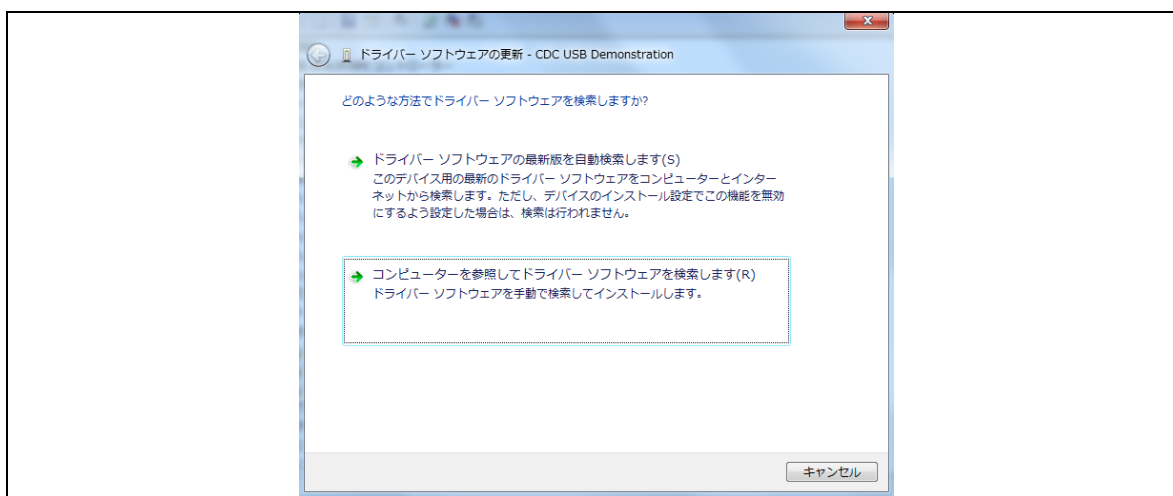 ドライバー ソフトウェアの更新 - CDC USB Demonstration
どのような方法でドライバー ソフトウェアを検索しますか?
ドライバー ソフトウェアの最新版を自動検索します(S)
このデバイス用の最新のドライバー ソフトウェアをコンピューターとインター
ネットから検索します。ただし、デバイスのインストール設定でこの機能を無効
にするよう設定した場合は、検索は行われません。
コンピューターを参照してドライバー ソフトウェアを検索します(R)
ドライバー ソフトウェアを手動で検索してインストールします。
キャンセル